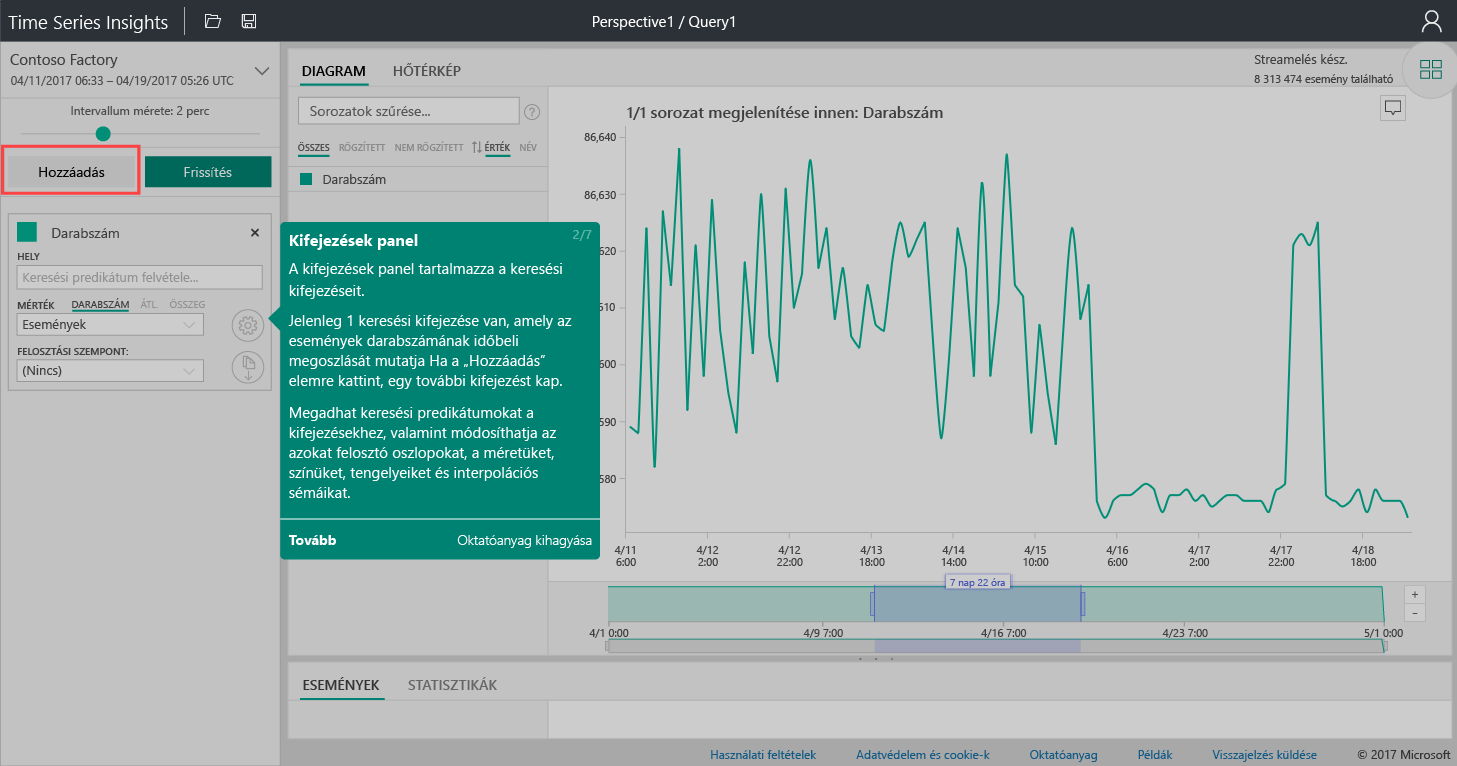 Time Series Insights
Perspective1 / Query1
Contoso Factory
04/11/2017 06:33 – 04/19/2017 05:26 UTC
Intervallum mérete: 2 perc
Hozzáadás
Frissítés
Darabszám
×
HELY
Keresési predikátum felvétele...
MÉRTÉK DARABSZÁM ÁTL. ÖSSZEG
Események
FELOSZTÁSI SZEMPONT:
(Nincs)
DIAGRAM HŐTÉRKÉP
Streamelés kész.
8 313 474 esemény található
Sorozatok szűrése...
?
ÖSSZES RÖGZÍTETT NEM RÖGZÍTETT ÉRTÉK NÉV
Darabszám
Kifejezések panel
2/7
A kifejezések panel tartalmazza a keresési
kifejezéseit.
Jelenleg 1 keresési kifejezése van, amely az
események darabszámának időbeli
megoszlását mutatja Ha a „Hozzáadás”
elemre kattint, egy további kifejezést kap.
Megadhat keresési predikátumokat a
kifejezésekhez, valamint módosíthatja az
azokat felosztó oszlopokat, a méretüket,
színüket, tengelyeiket és interpolációs
sémáikat.
Tovább
Oktatóanyag kihagyása
1/1 sorozat megjelenítése innen: Darabszám
86,640
86,630
620
510
600
590
580
4/11 4/12 4/12 4/13 4/14 4/15 4/16 4/17 4/17 4/18
6:00 2:00 22:00 18:00 14:00 10:00 6:00 2:00 22:00 18:00
7 nap 22 óra
+
-
4/1 0:00 4/9 7:00 4/16 7:00 4/23 7:00 5/1 0:00
ESEMÉNYEK STATISZTIKÁK
Használati feltételek Adatvédelem és cookie-k Oktatóanyag Példák Visszajelzés küldése © 2017 Microsoft